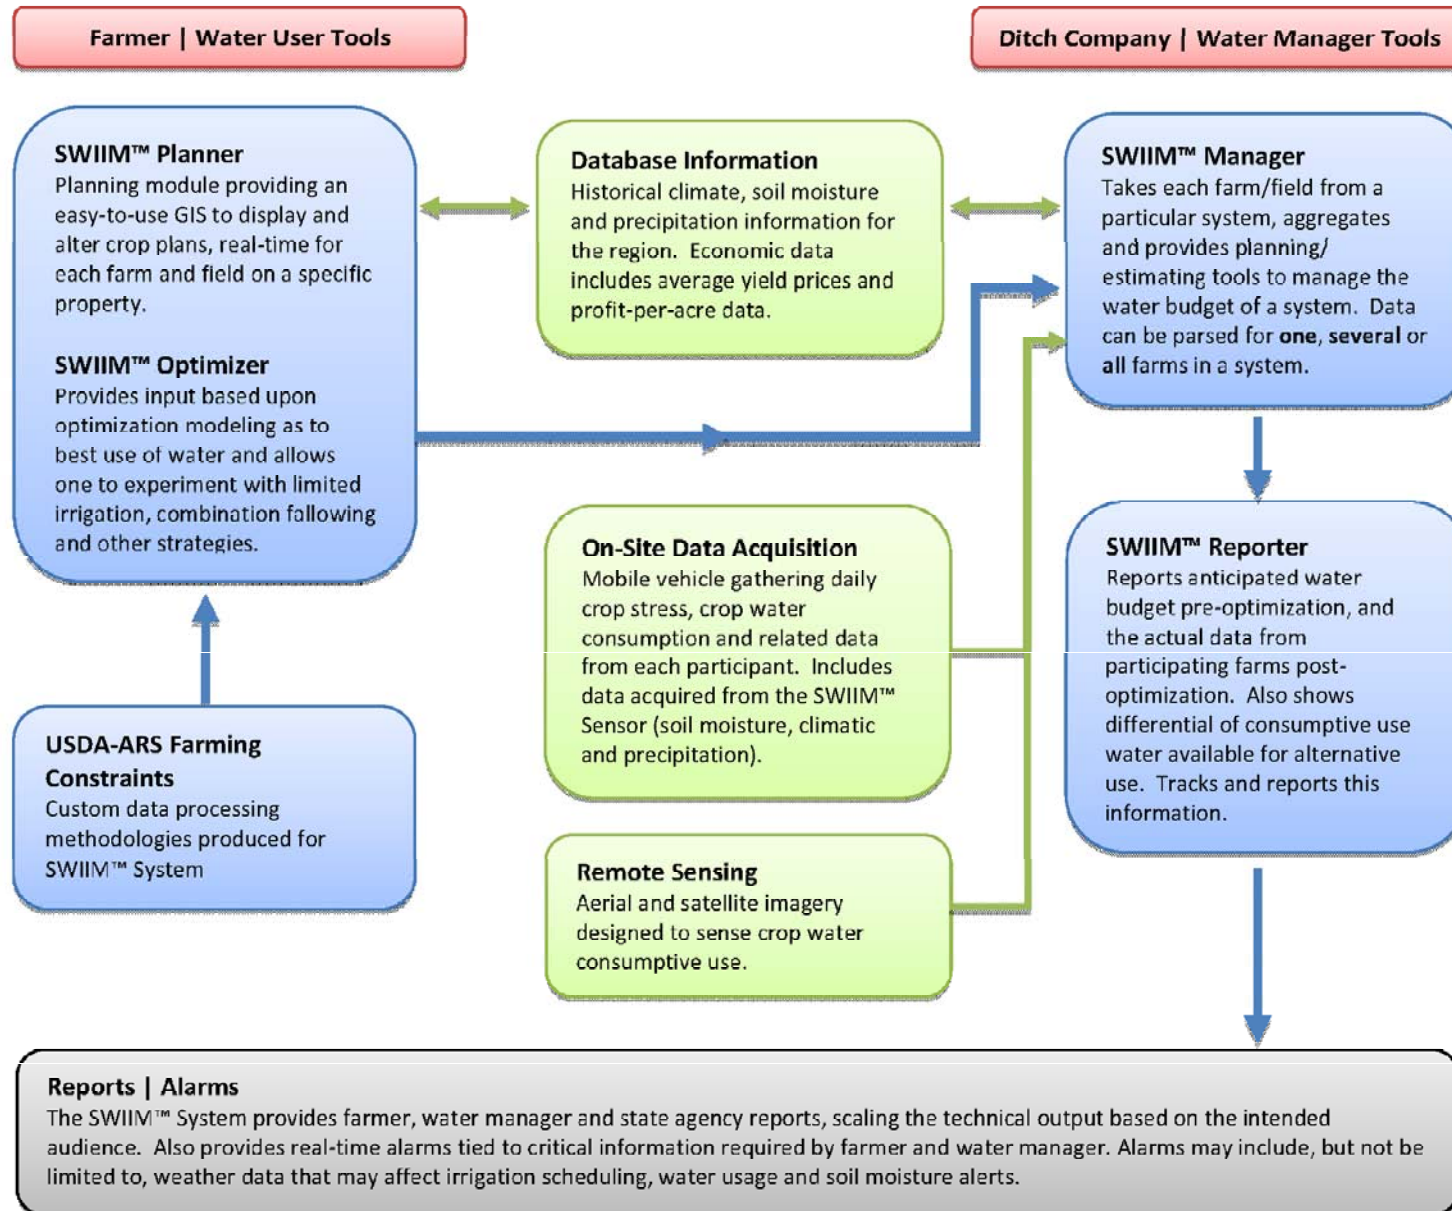 Farmer | Water User Tools
Ditch Company | Water Manager Tools
SWIIM™ Planner
Planning module providing an
easy-to-use GIS to display and
alter crop plans, real-time for
each farm and field on a specific
property.
SWIIM™ Optimizer
Provides input based upon
optimization modeling as to
best use of water and allows
one to experiment with limited
irrigation, combination fallowing
and other strategies.
USDA-ARS Farming
Constraints
Custom data processing
methodologies produced for
SWIIM™ System
Database Information
Historical climate, soil moisture
and precipitation information for
the region.  Economic data
includes average yield prices and
profit-per-acre data.
On-Site Data Acquisition
Mobile vehicle gathering daily
crop stress, crop water
consumption and related data
from each participant.  Includes
data acquired from the SWIIM™
Sensor (soil moisture, climatic
and precipitation).
Remote Sensing
Aerial and satellite imagery
designed to sense crop water
consumptive use.
SWIIM™ Manager
Takes each farm/field from a
particular system, aggregates
and provides planning/
estimating tools to manage the
water budget of a system.  Data
can be parsed for one, several or
all farms in a system.
SWIIM™ Reporter
Reports anticipated water
budget pre-optimization, and
the actual data from
participating farms post-
optimization.  Also shows
differential of consumptive use
water available for alternative
use.  Tracks and reports this
information.
Reports | Alarms
The SWIIM™ System provides farmer, water manager and state agency reports, scaling the technical output based on the intended
audience.  Also provides real-time alarms tied to critical information required by farmer and water manager. Alarms may include, but not be
limited to, weather data that may affect irrigation scheduling, water usage and soil moisture alerts.